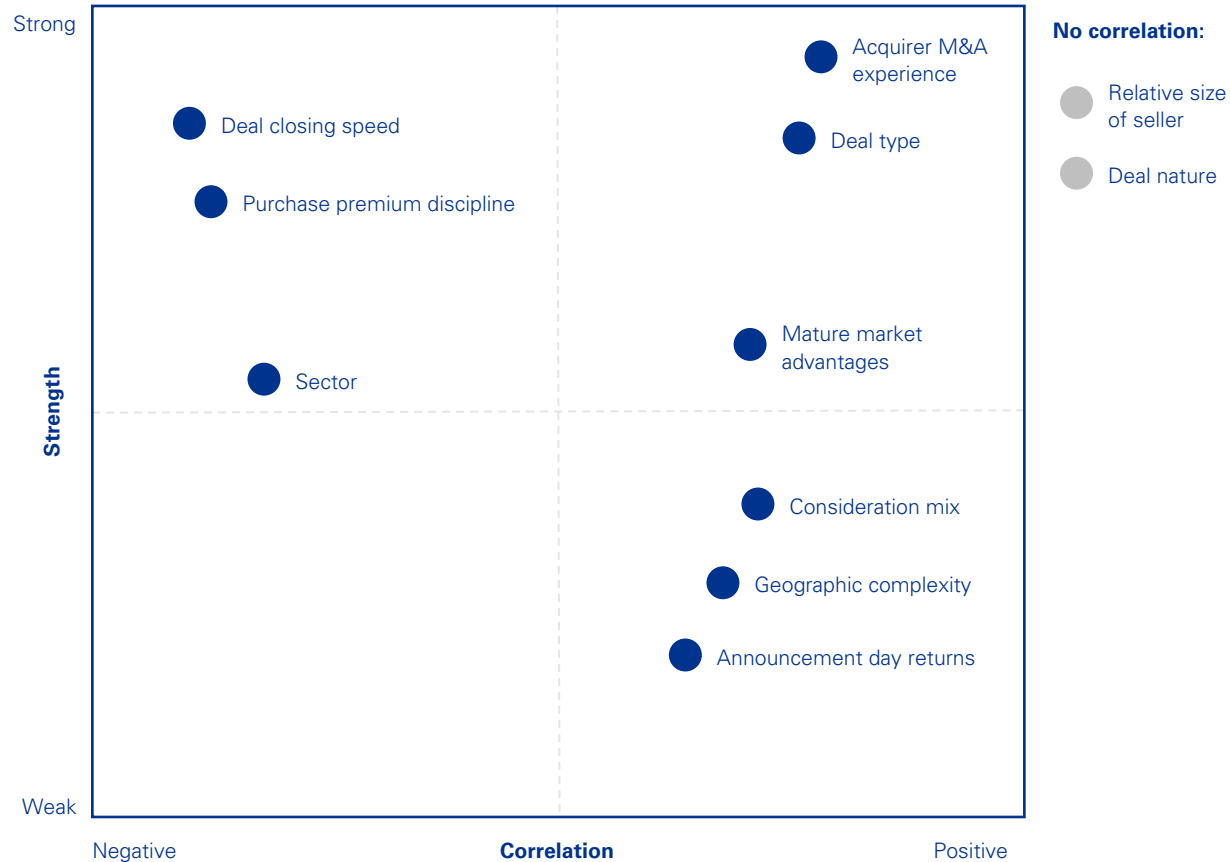 Strong
Acquirer M&A
experience
No correlation:
Relative size
of seller
Deal closing speed
Deal type
Deal nature
Purchase premium discipline
Mature market
advantages
Sector
Strength
Consideration mix
Geographic complexity
Announcement day returns
Weak
Negative
Correlation
Positive